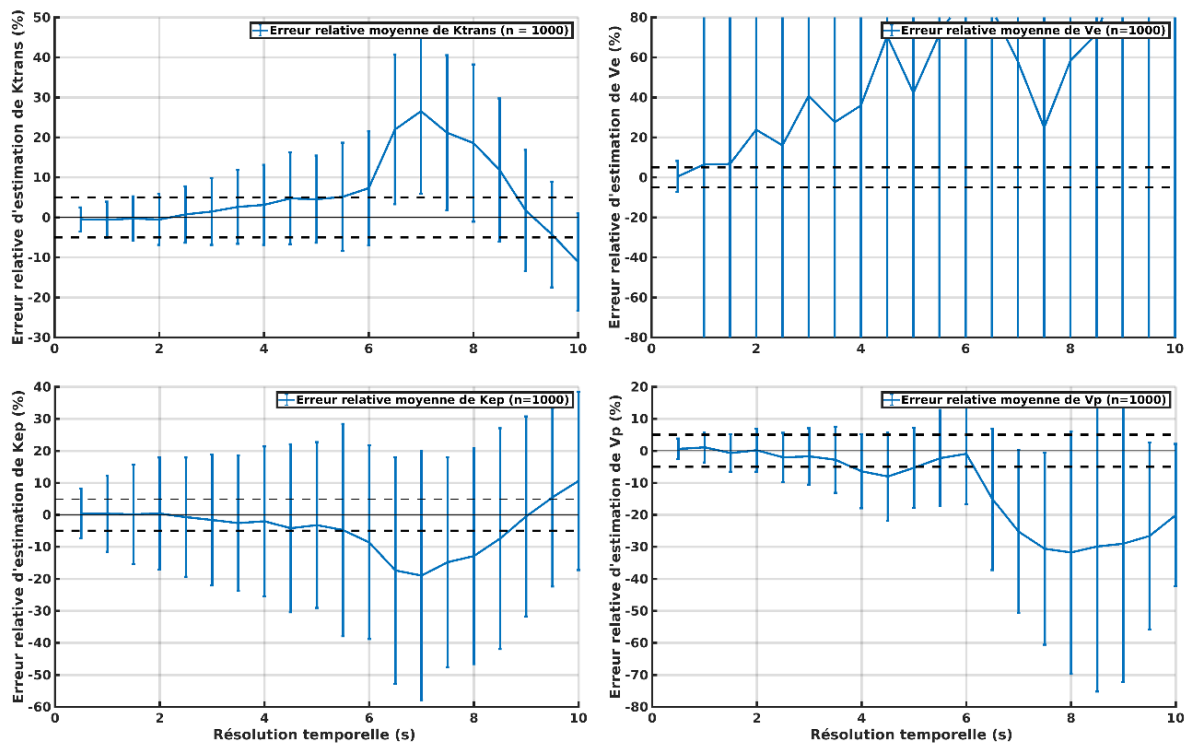 Erreur relative d'estimation de Ktrans (%)
50
40
30
20
10
0
-10
-20
-30
Erreur relative moyenne de Ktrans (n = 1000)
0 2 4 6 8 10
Erreur relative d'estimation de Ve (%)
80
60
40
20
0
-20
-40
-60
-80
Erreur relative moyenne de Ve (n=1000)
0 2 4 6 8 10
Erreur relative d'estimation de Kep (%)
40
30
20
10
0
-10
-20
-30
-40
-50
-60
Erreur relative moyenne de Kep (n=1000)
0 2 4 6 8 10
Résolution temporelle (s)
Erreur relative d'estimation de Vp (%)
20
10
0
-10
-20
-30
-40
-50
-60
-70
-80
Erreur relative moyenne de Vp (n=1000)
0 2 4 6 8 10
Résolution temporelle (s)